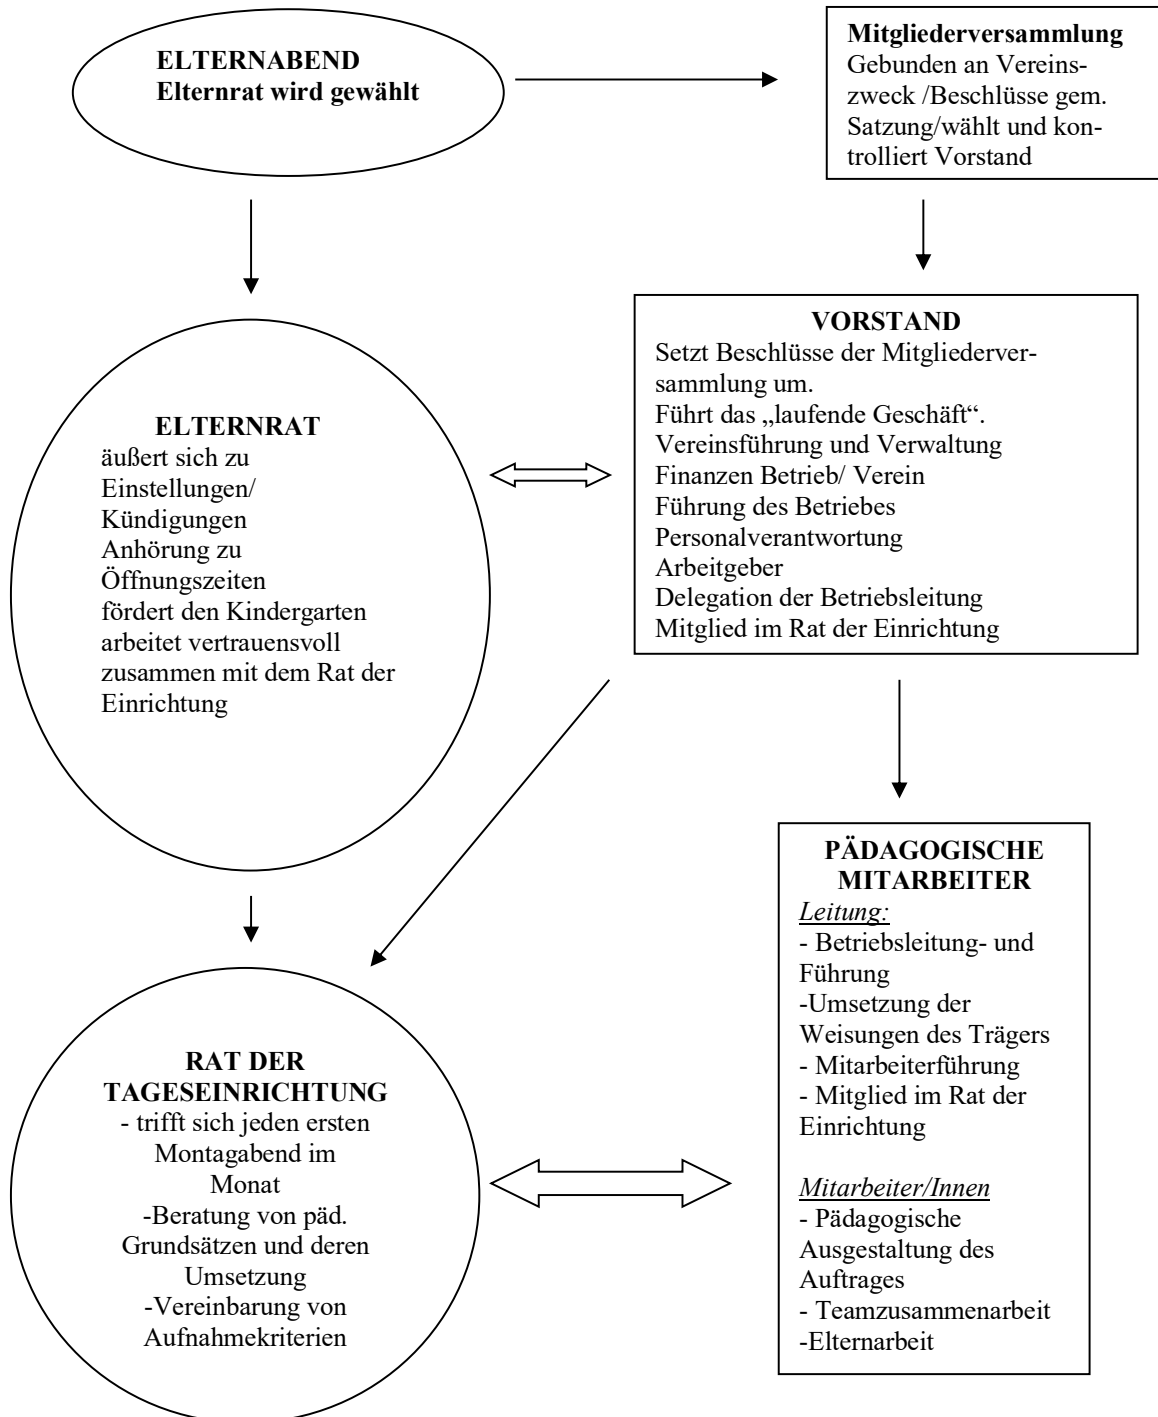 ELTERNABEND
Elternrat wird gewählt
Mitgliederversammlung
Gebunden an Vereins-
zweck /Beschlüsse gem.
Satzung/wählt und kon-
trolliert Vorstand
ELTERNRAT
äußert sich zu
Einstellungen/
Kündigungen
Anhörung zu
Öffnungszeiten
fördert den Kindergarten
arbeitet vertrauensvoll
zusammen mit dem Rat der
Einrichtung
VORSTAND
Setzt Beschlüsse der Mitgliederver-
sammlung um.
Führt das „laufende Geschäft“.
Vereinsführung und Verwaltung
Finanzen Betrieb/ Verein
Führung des Betriebes
Personalverantwortung
Arbeitgeber
Delegation der Betriebsleitung
Mitglied im Rat der Einrichtung
RAT DER
TAGESEINRICHTUNG
- trifft sich jeden ersten
Montagabend im
Monat
-Beratung von päd.
Grundsätzen und deren
Umsetzung
-Vereinbarung von
Aufnahmekriterien
PÄDAGOGISCHE
MITARBEITER
Leitung:
- Betriebsleitung- und
Führung
-Umsetzung der
Weisungen des Trägers
- Mitarbeiterführung
- Mitglied im Rat der
Einrichtung
Mitarbeiter/Innen
- Pädagogische
Ausgestaltung des
Auftrages
- Teamzusammenarbeit
-Elternarbeit